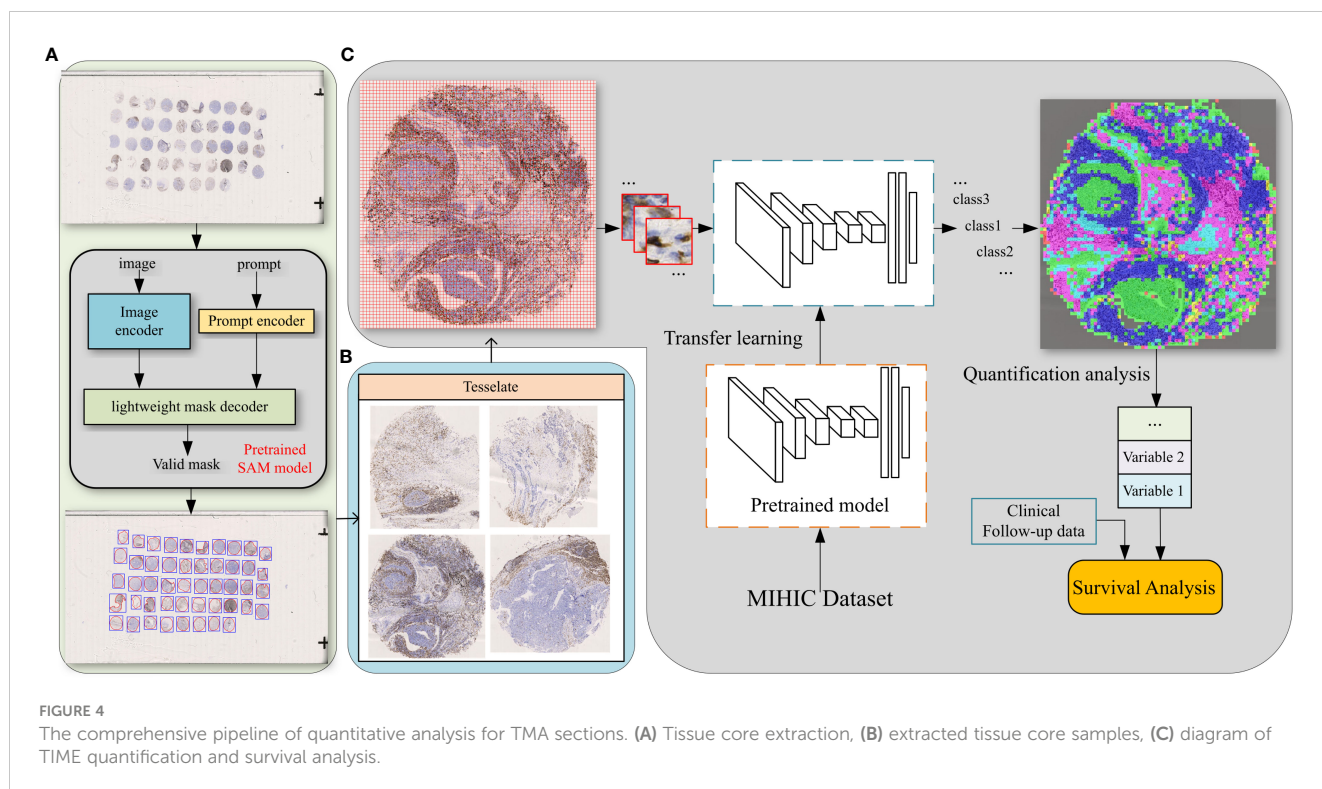 A
image
prompt
Image
encoder
Prompt encoder
lightweight mask decoder
Valid mask
Pretrained
SAM model
B
Tesselate
C
...
...
...
class3
class1
class2
...
Transfer learning
Pretrained model
MIHIC Dataset
Quantification analysis
...
Variable 2
Variable 1
Clinical
Follow-up data
Survival Analysis
FIGURE 4
The comprehensive pipeline of quantitative analysis for TMA sections. (A) Tissue core extraction, (B) extracted tissue core samples, (C) diagram of
TIME quantification and survival analysis.